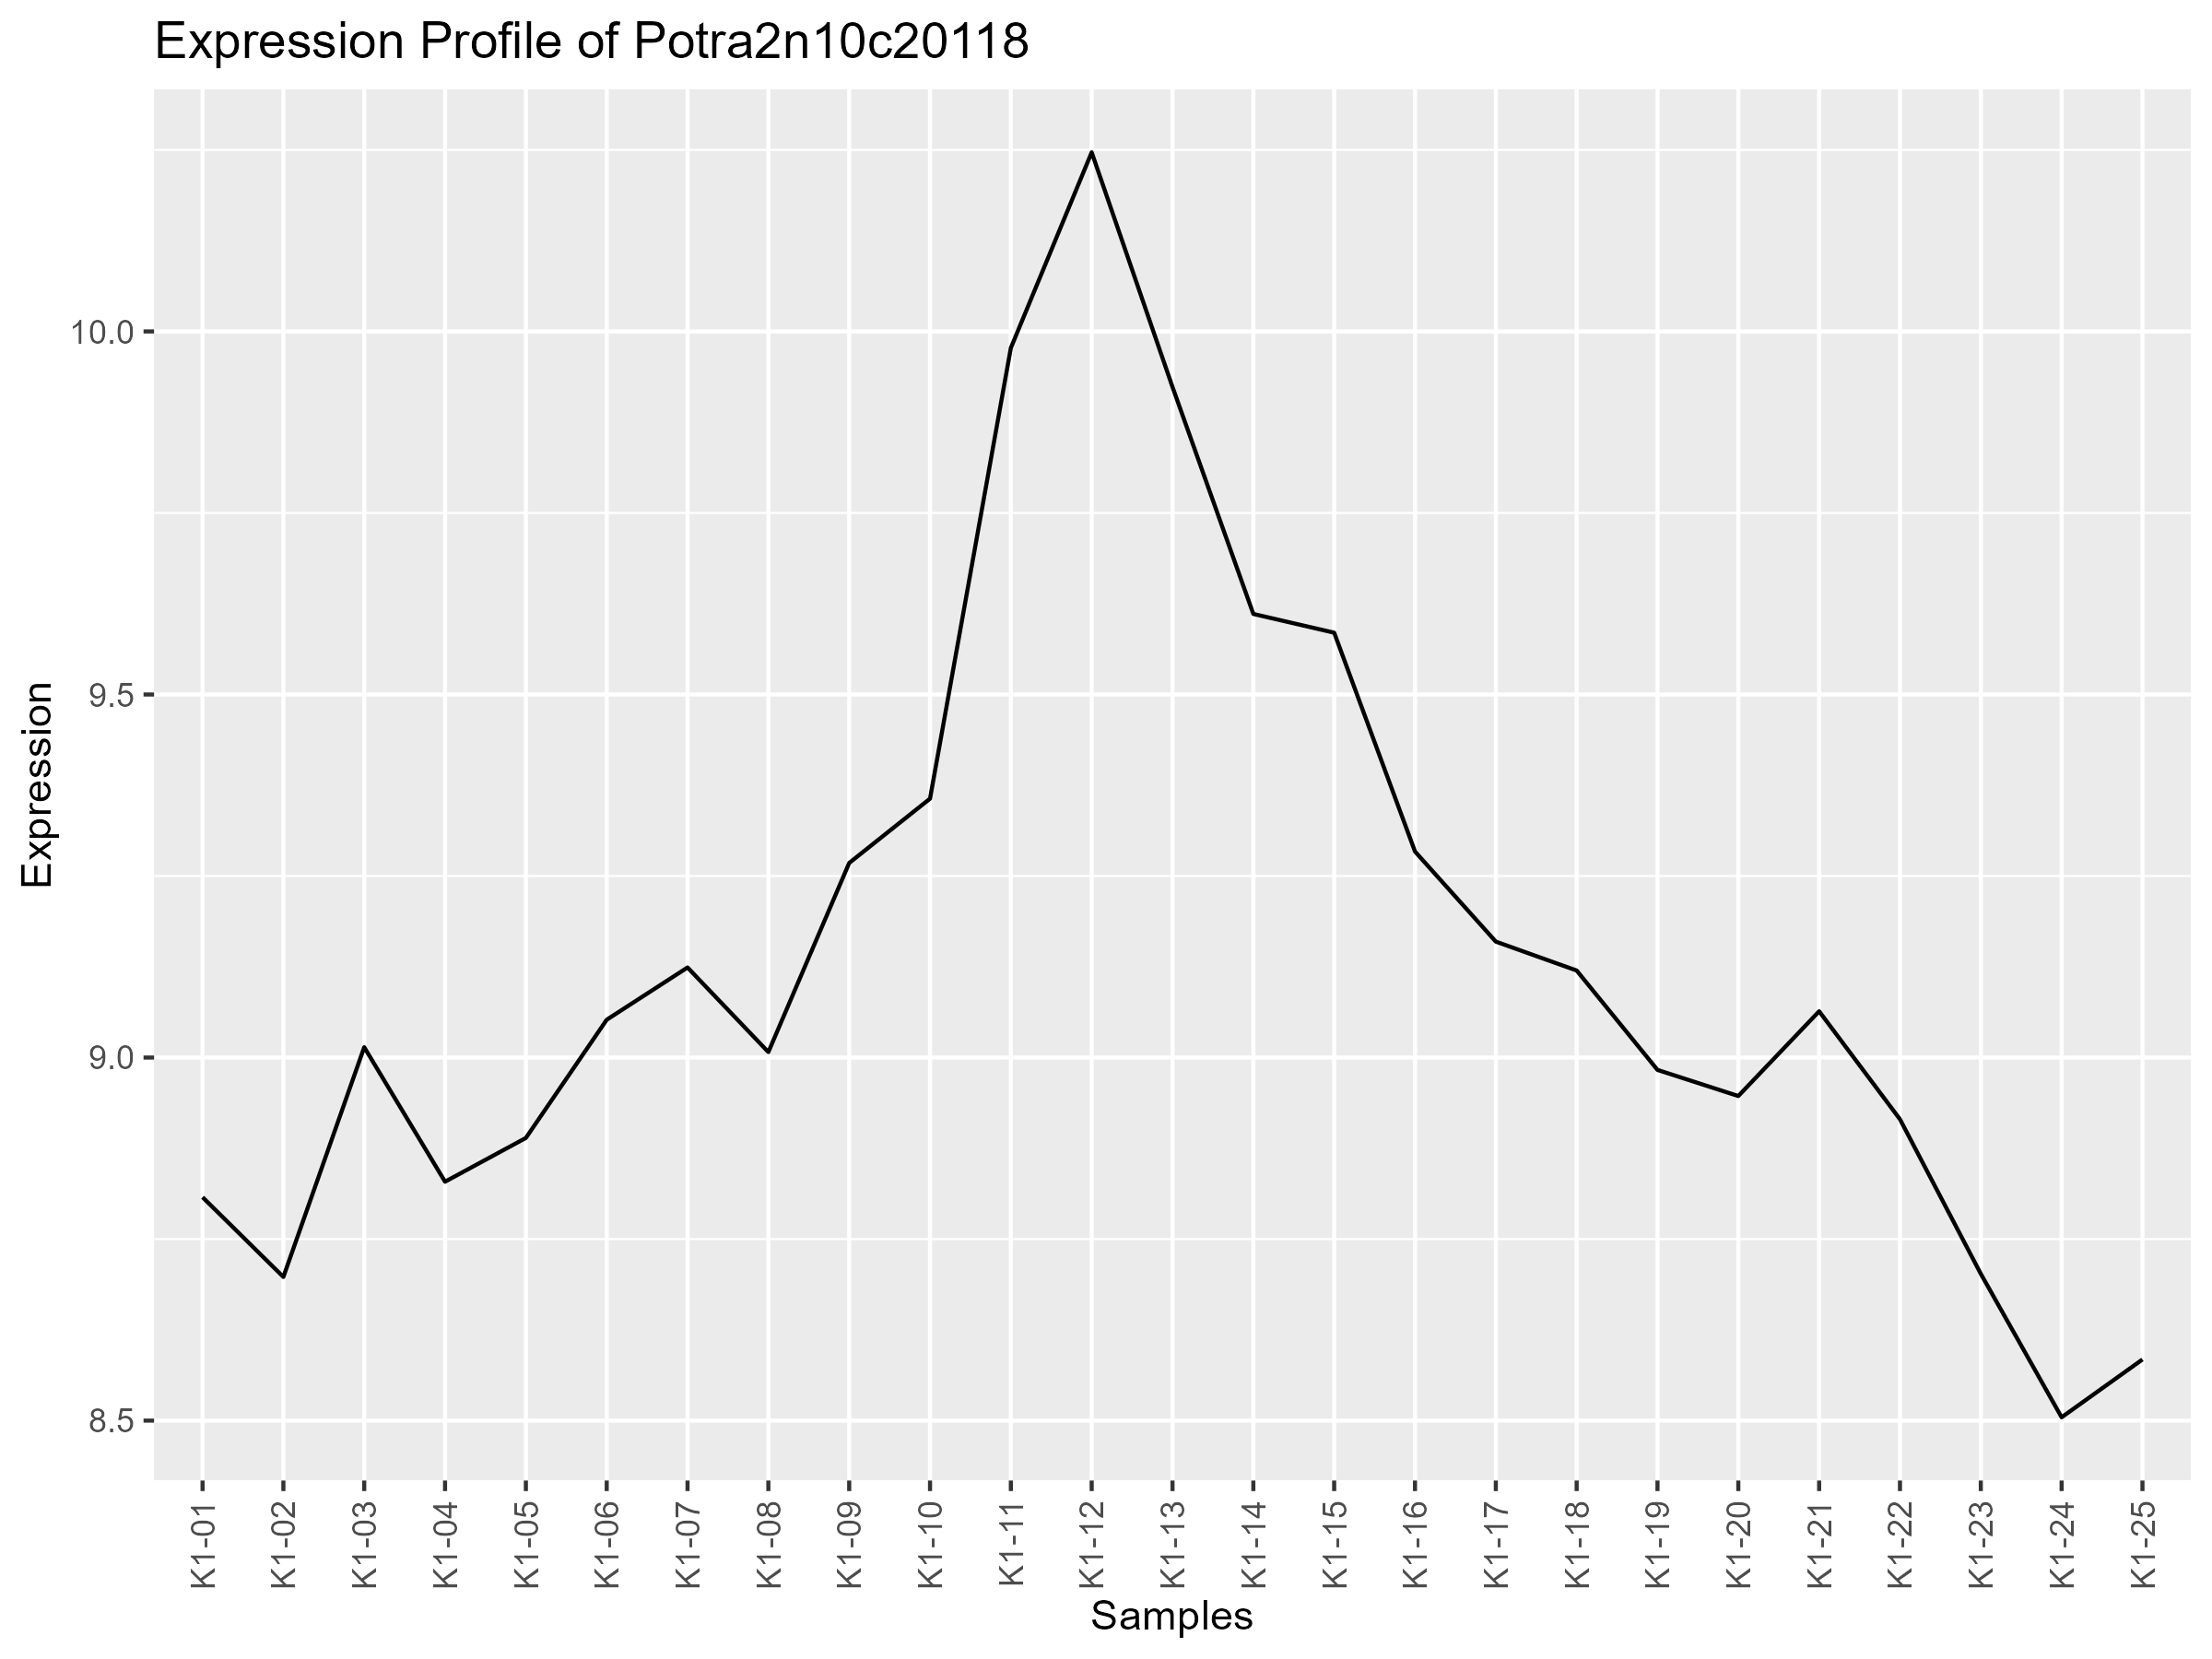 Expression Profile of Potra2n10c20118
Expression
10.0
9.5
9.0
8.5
K1-01
K1-02
K1-03
K1-04
K1-05
K1-06
K1-07
K1-08
K1-09
K1-10
K1-11
K1-12
K1-13
K1-14
K1-15
K1-16
K1-17
K1-18
K1-19
K1-20
K1-21
K1-22
K1-23
K1-24
K1-25
Samples